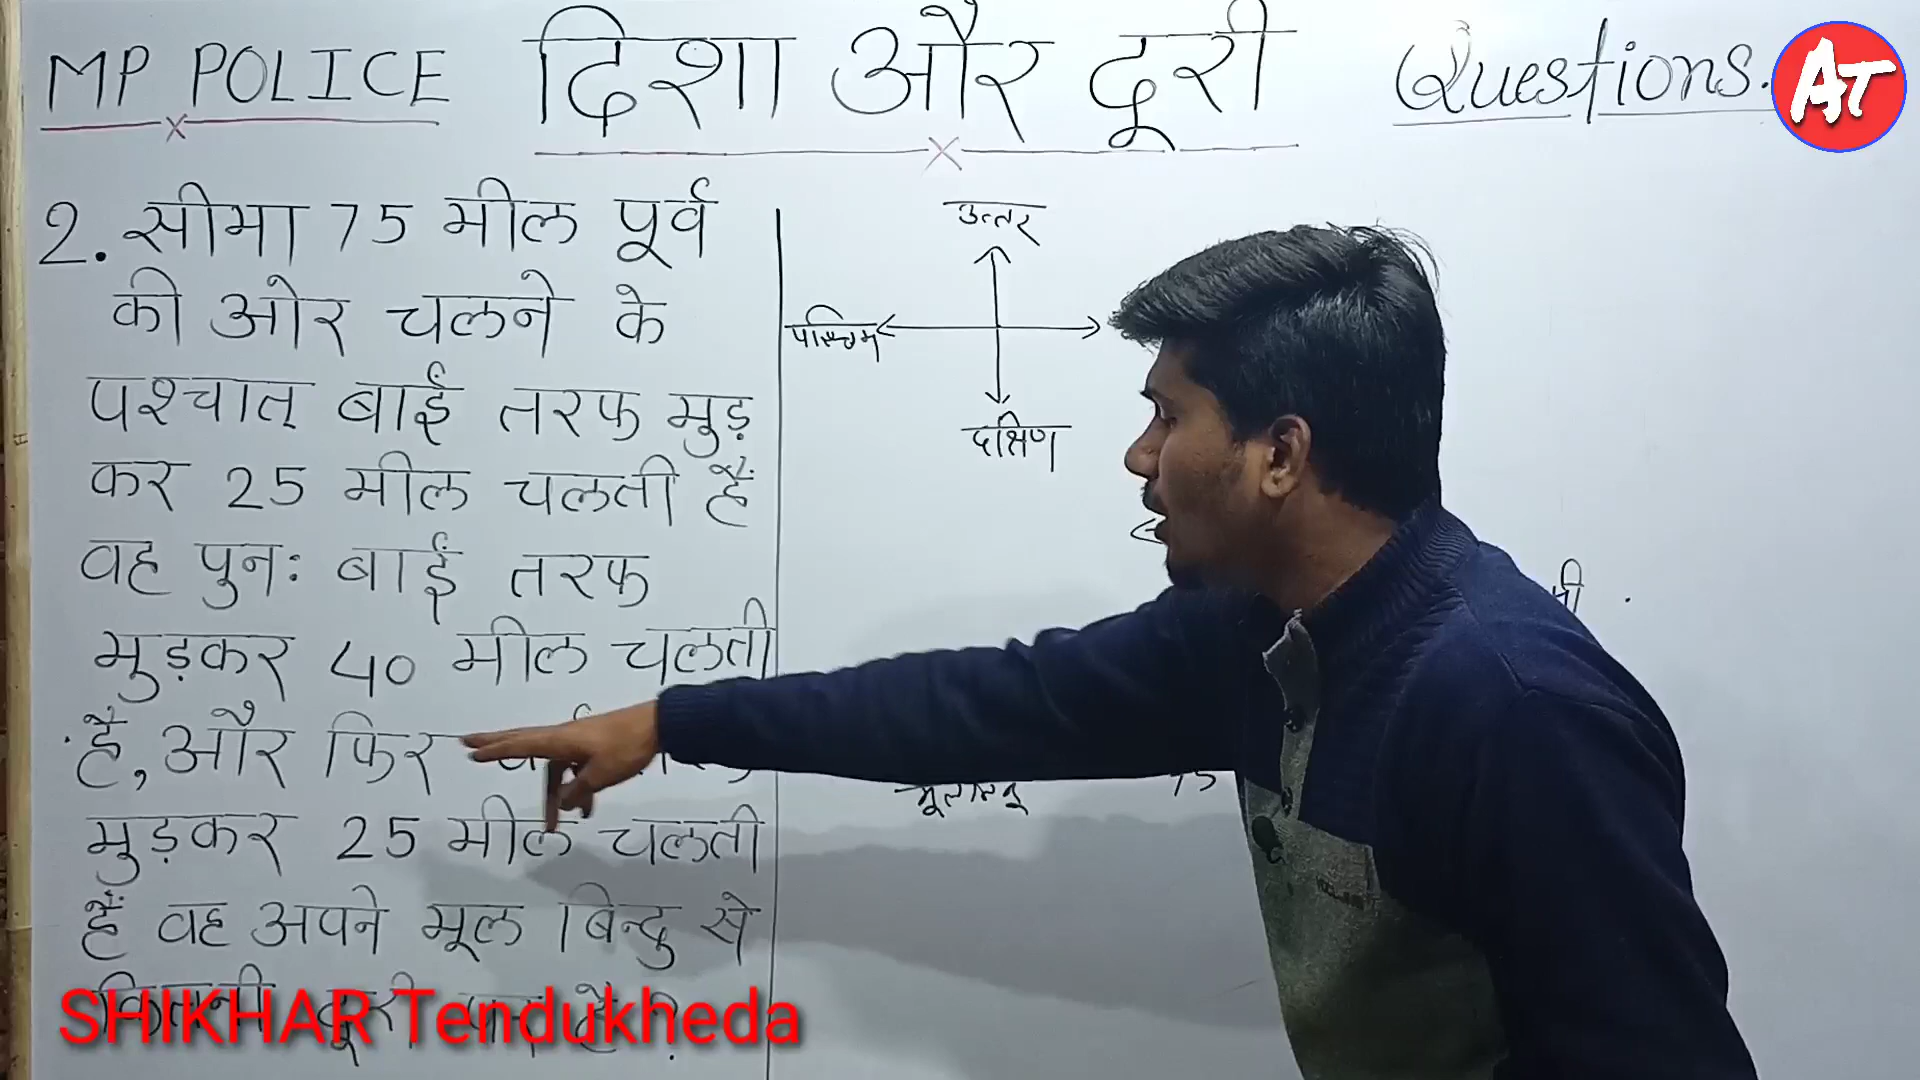 MP POLICE दिशा और दूरी Questions.
AT
2. सीमा 75 मील पूर्व
की ओर चलने के
पश्चात् बाईं तरफ मुड़
कर 25 मील चलती हैं
वह पुनः बाईं तरफ
मुड़कर 40 मील चलती
है, और फिर
मुड़कर 25 मील चलती
हैं वह अपने मूल बिन्दु से
SHIKHAR Tendukheda
उत्तर
पश्चिम
दक्षिण
75